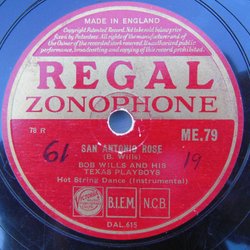 MADE IN ENGLAND
Copyright Patented Record. Not to be sold below price
fixed by Patentees. All rights of the manufacturer and of
the Owner of the recorded work reserved. Unauthorised public
performance, broadcasting and copying of this record prohibited.
REGAL
ZONOPHONE
78 R
ME.79
61
SAN ANTONIO ROSE
19
(B. Wills)
BOB WILLS AND HIS
TEXAS PLAYBOYS
Hot String Dance (Instrumental)
B.I.E.M.
N.C.B
DAL.615